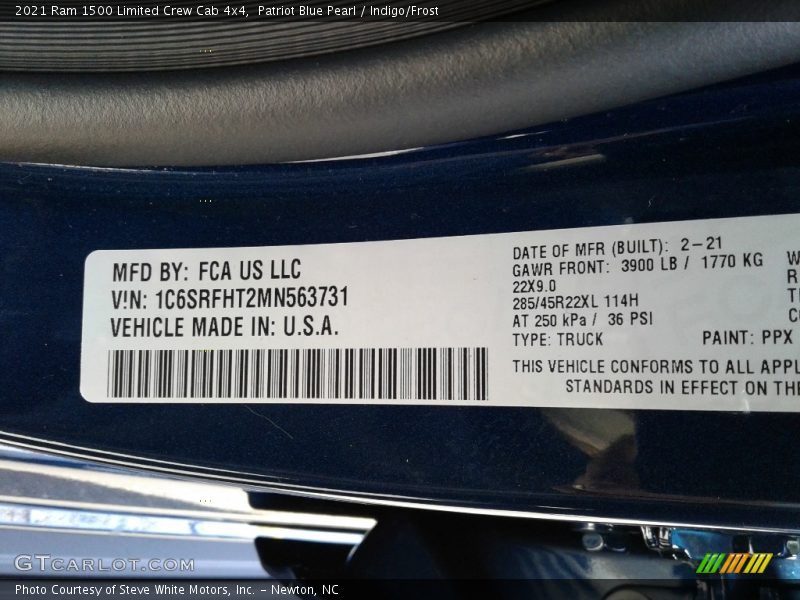 2021 Ram 1500 Limited Crew Cab 4x4, Patriot Blue Pearl / Indigo/Frost
MFD BY: FCA US LLC
V!N: 1C6SRFHT2MN563731
VEHICLE MADE IN: U.S.A.
DATE OF MFR (BUILT): 2-21
GAWR FRONT: 3900 LB / 1770 KG
22X9.0
285/45R22XL 114H
AT 250 kPa / 36 PSI
TYPE: TRUCK PAINT: PPX
THIS VEHICLE CONFORMS TO ALL APPL
STANDARDS IN EFFECT ON THE
GTCARLOT.COM
Photo Courtesy of Steve White Motors, Inc. - Newton, NC